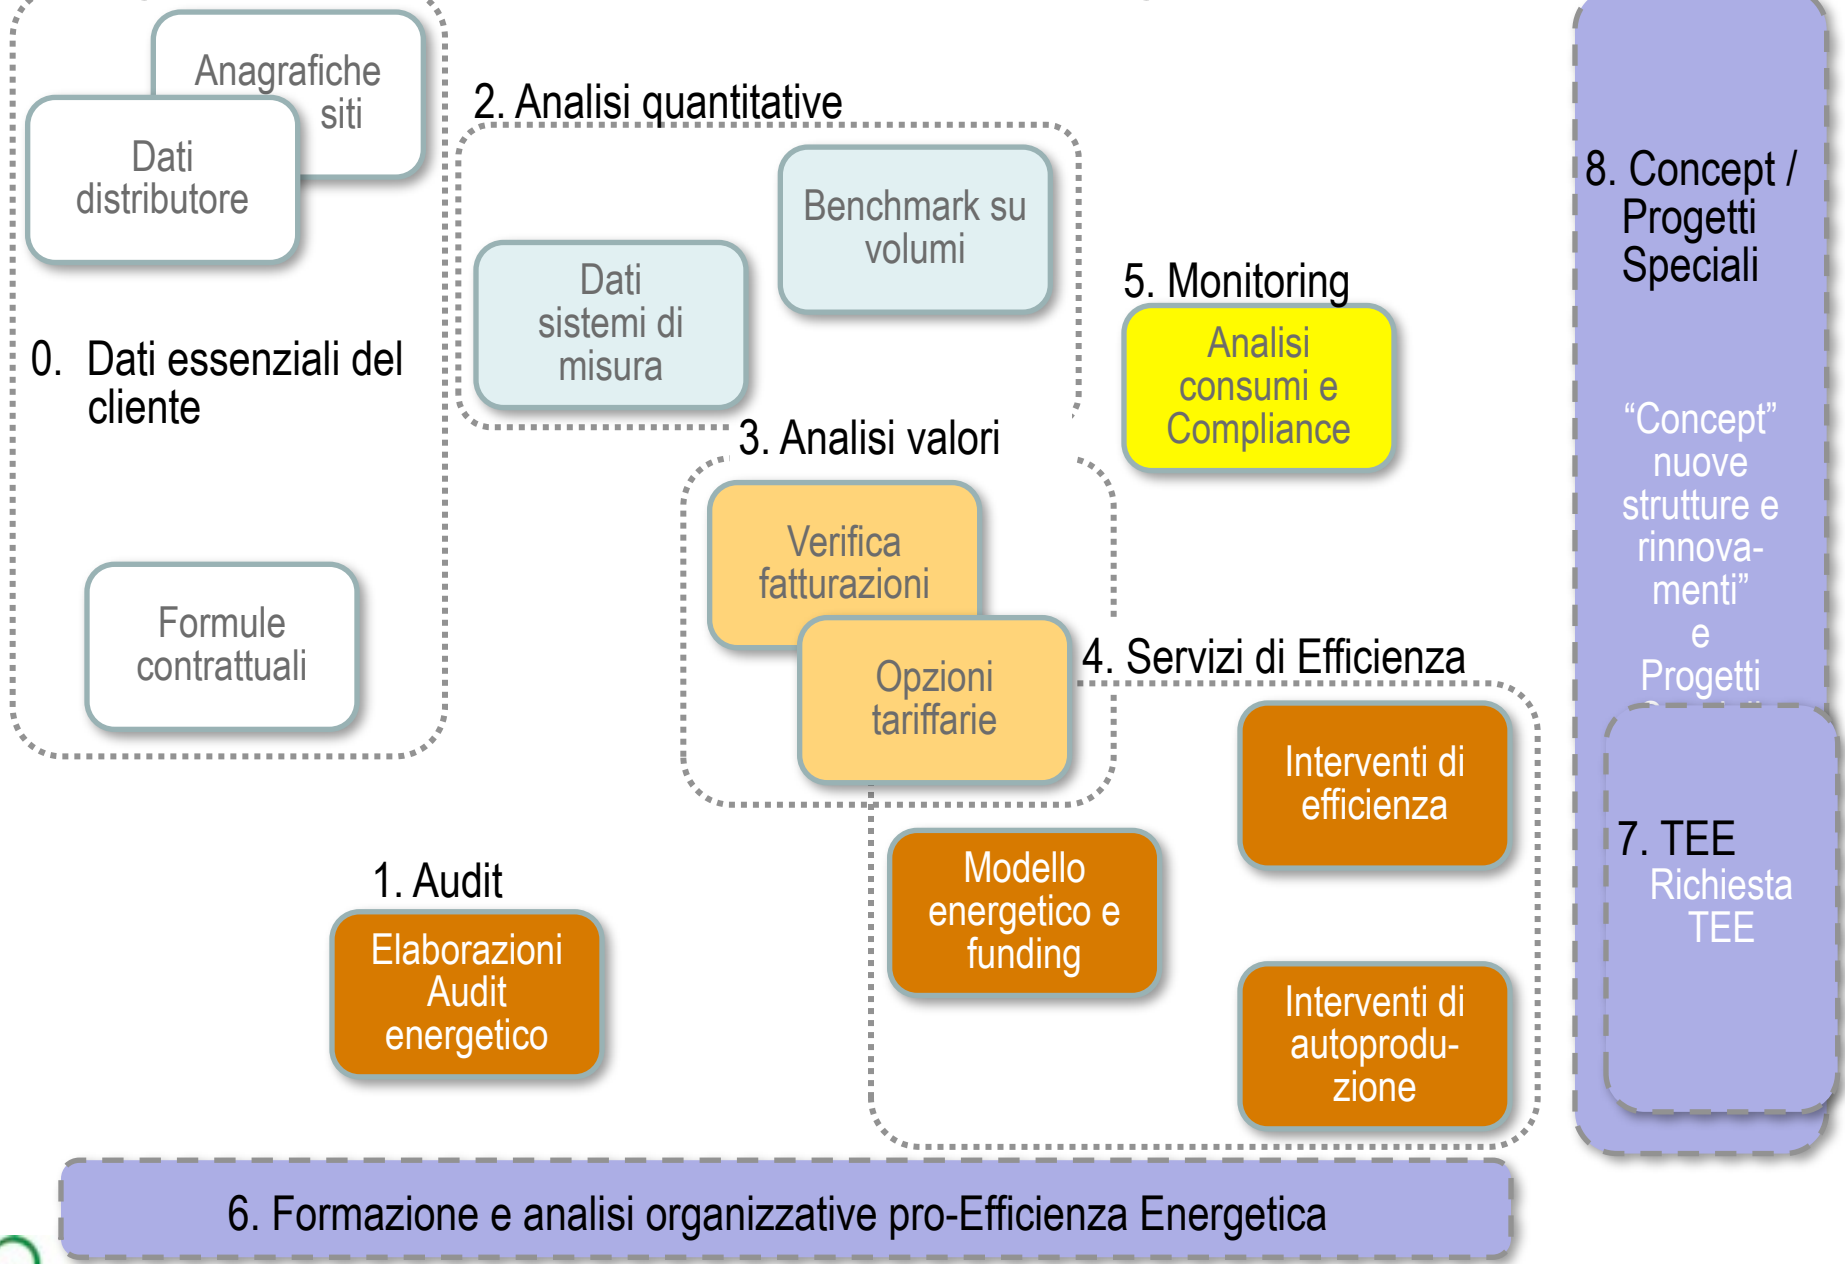 Anagrafiche
siti
Dati
distributore
0. Dati essenziali del
cliente
Formule
contrattuali
2. Analisi quantitative
Benchmark su
volumi
Dati
sistemi di
misura
3. Analisi valori
Verifica
fatturazioni
Opzioni
tariffarie
5. Monitoring
Analisi
consumi e
Compliance
4. Servizi di Efficienza
Interventi di
efficienza
Modello
energetico e
funding
Interventi di
autoprodu-
zione
1. Audit
Elaborazioni
Audit
energetico
8. Concept /
Progetti
Speciali
“Concept”
nuove
strutture e
rinnova-
menti”
e
Progetti
7. TEE
Richiesta
TEE
6. Formazione e analisi organizzative pro-Efficienza Energetica